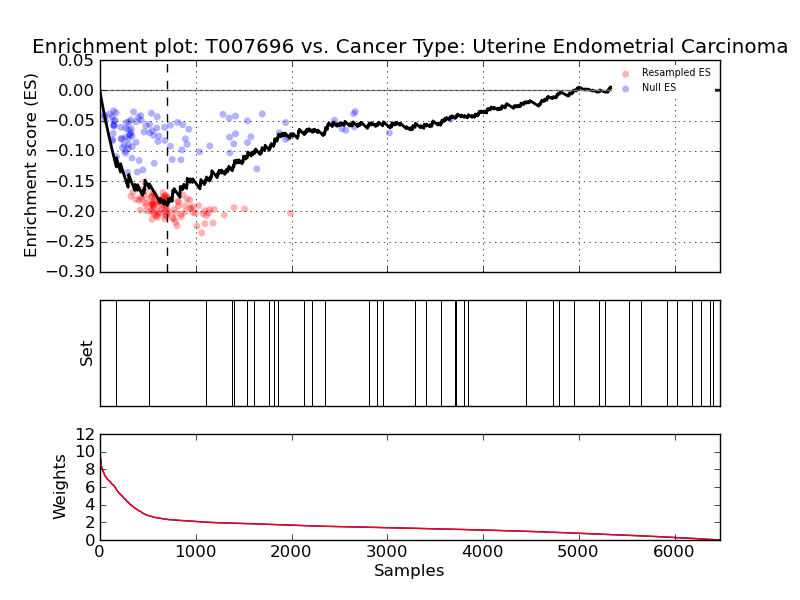 Enrichment plot: T007696 vs. Cancer Type: Uterine Endometrial Carcinoma
Enrichment score (ES)
0.05
0.00
−0.05
−0.10
−0.15
−0.20
−0.25
−0.30
Resampled ES
Null ES
Set
Weights
12
10
8
6
4
2
0
0 1000 2000 3000 4000 5000 6000
Samples